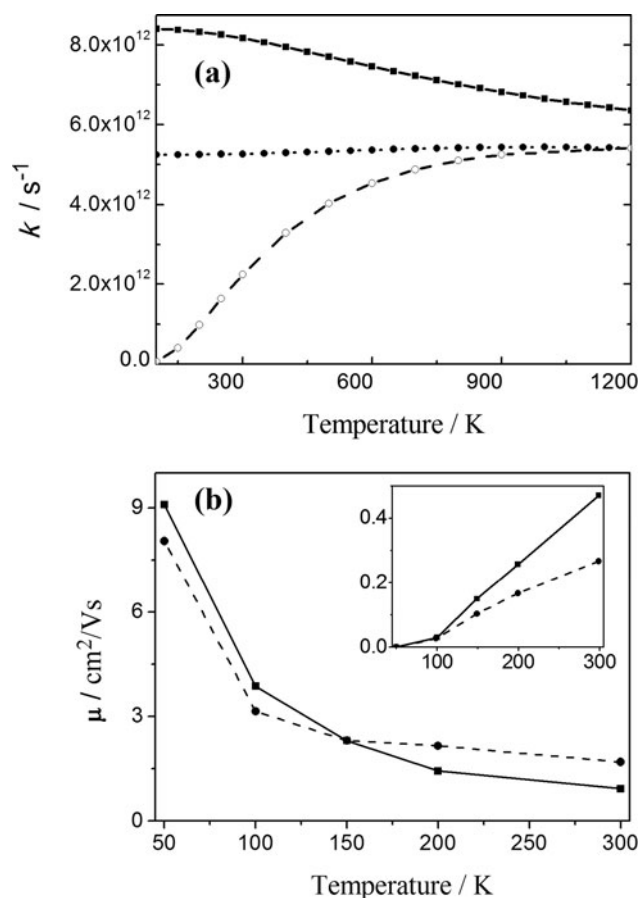 8.0x10¹²
(a)
6.0x10¹²
k / s⁻¹
4.0x10¹²
2.0x10¹²
0.0
300 600 900 1200
Temperature / K
9
(b)
0.4
6
0.2
μ / cm²/Vs
0.0
100 200 300
3
0
50 100 150 200 250 300
Temperature / K